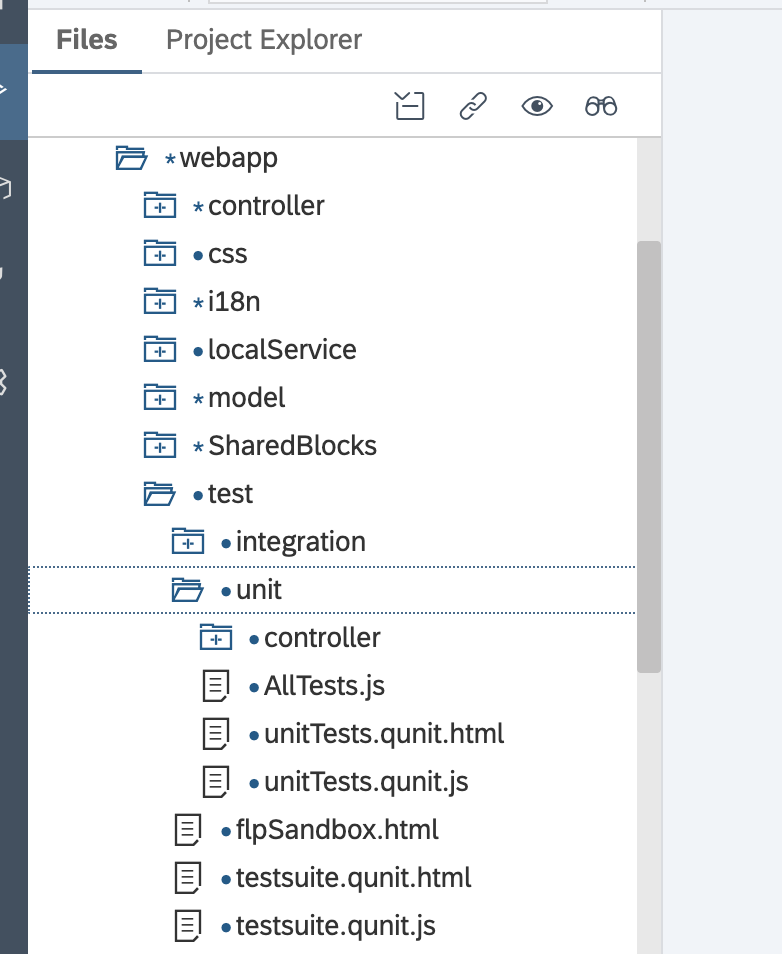 Files Project Explorer
*webapp
*controller
•css
*i18n
•localService
*model
*SharedBlocks
•test
•integration
•unit
•controller
•AllTests.js
•unitTests.qunit.html
•unitTests.qunit.js
•flpSandbox.html
•testsuite.qunit.html
•testsuite.qunit.js